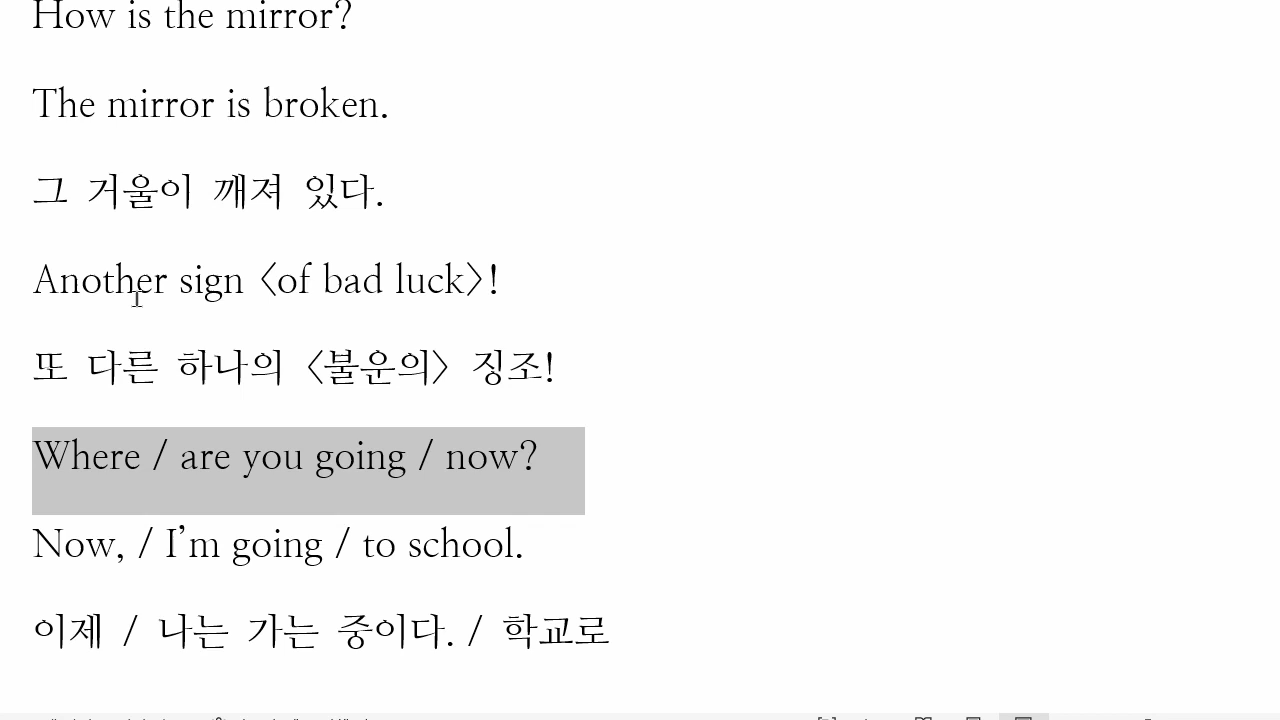 How is the mirror?
The mirror is broken.
그 거울이 깨져 있다.
Another sign 〈of bad luck〉!
또 다른 하나의 〈불운의〉 징조!
Where / are you going / now?
Now, / I’m going / to school.
이제 / 나는 가는 중이다. / 학교로